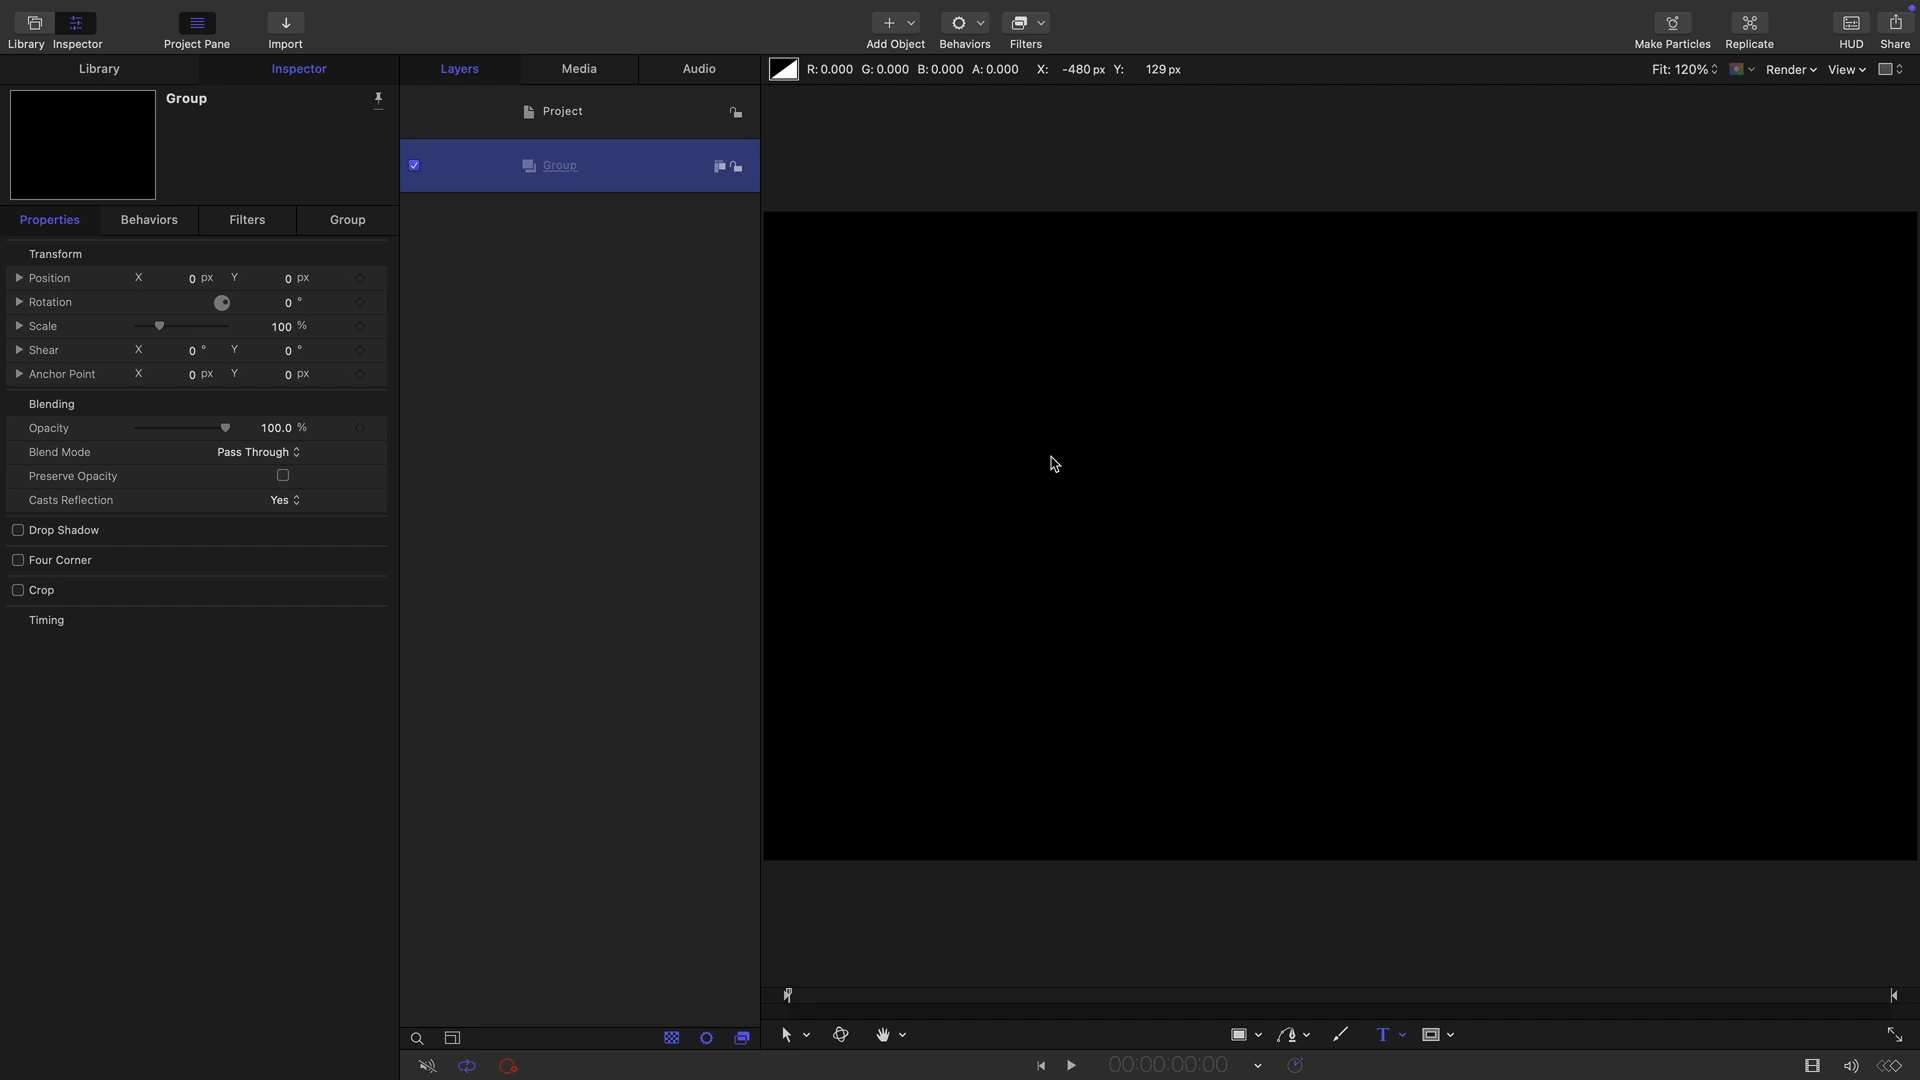 Library Inspector Project Pane Import Add Object Behaviors Filters Make Particles Replicate HUD Share
Library Inspector Layers Media Audio R: 0.000 G: 0.000 B: 0.000 A: 0.000 X: -480 px Y: 129 px Fit: 120% Render View
Group
Project
Group
Properties Behaviors Filters Group
Transform
Position X 0 px Y 0 px
Rotation 0 °
Scale 100 %
Shear X 0 ° Y 0 °
Anchor Point X 0 px Y 0 px
Blending
Opacity 100.0 %
Blend Mode Pass Through
Preserve Opacity
Casts Reflection Yes
Drop Shadow
Four Corner
Crop
Timing
T
00:00:00:00